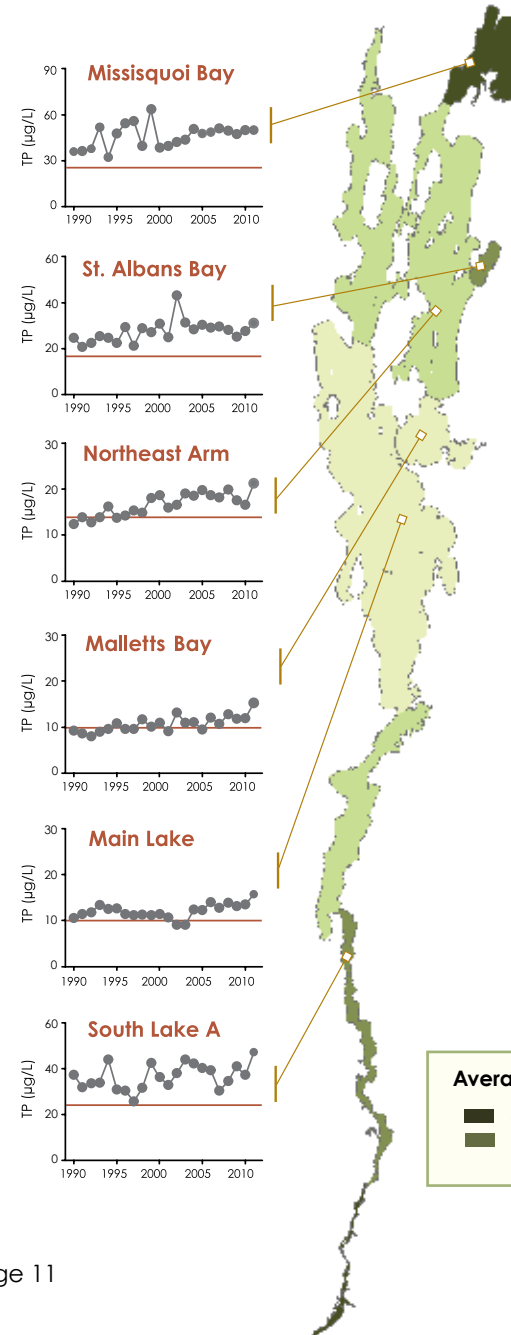 Missisquoi Bay
TP (µg/L)
90
60
30
0
1990 1995 2000 2005 2010
St. Albans Bay
TP (µg/L)
60
40
20
0
1990 1995 2000 2005 2010
Northeast Arm
TP (µg/L)
30
20
10
0
1990 1995 2000 2005 2010
Malletts Bay
TP (µg/L)
30
20
10
0
1990 1995 2000 2005 2010
Main Lake
TP (µg/L)
30
20
10
0
1990 1995 2000 2005 2010
South Lake A
TP (µg/L)
60
40
20
0
1990 1995 2000 2005 2010
Avera
ge 11